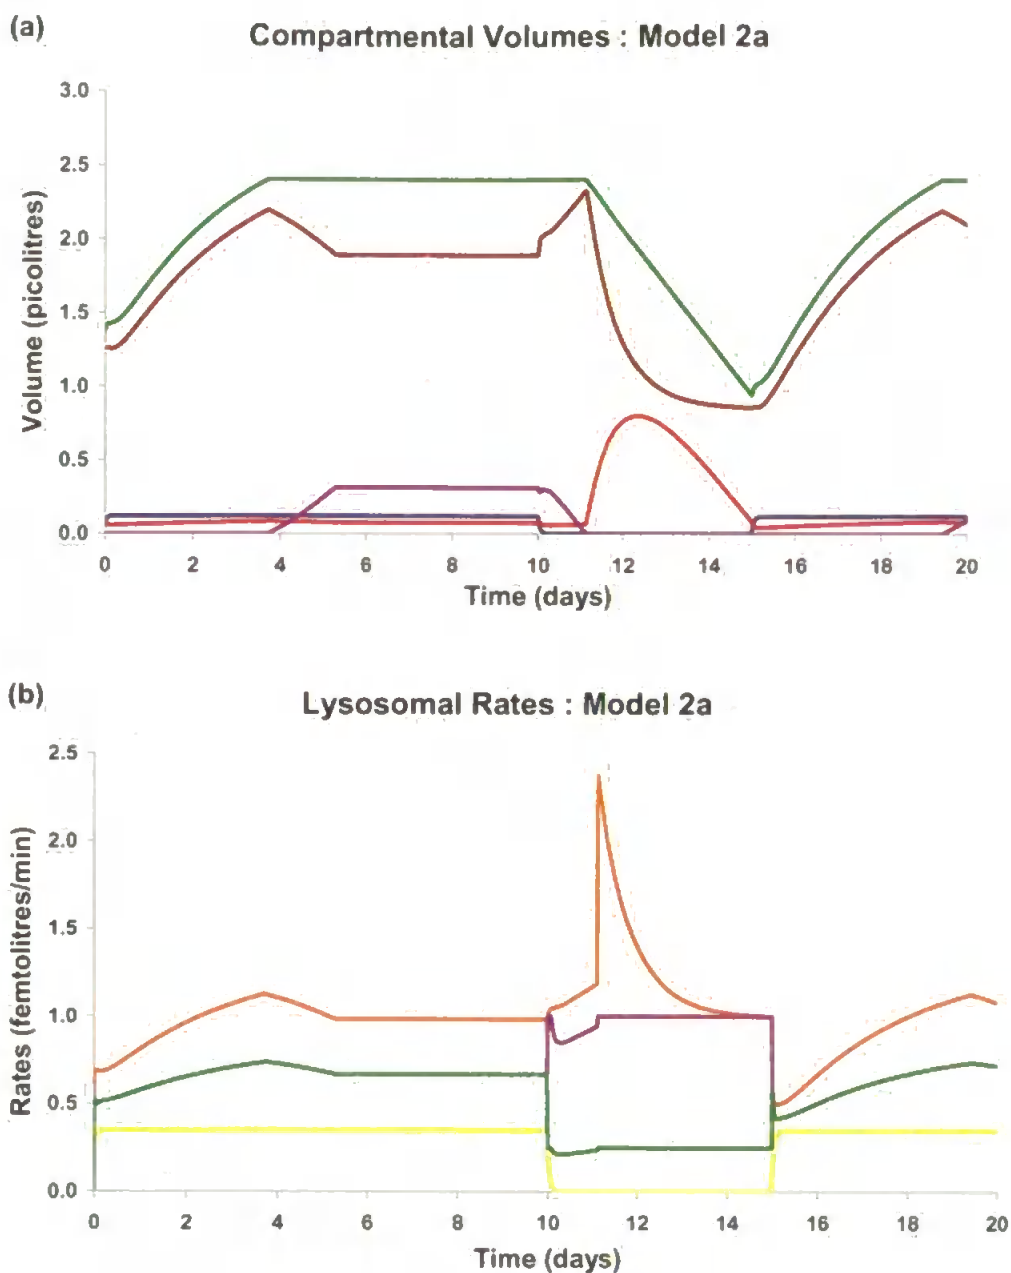 (a)
Compartmental Volumes : Model 2a
3.0
2.5
2.0
1.5
1.0
0.5
0.0
Volume (picolitres)
0 2 4 6 8 10 12 14 16 18 20
Time (days)
(b)
Lysosomal Rates : Model 2a
2.5
2.0
1.5
1.0
0.5
0.0
Rates (femtolitres/min)
0 2 4 6 8 10 12 14 16 18 20
Time (days)